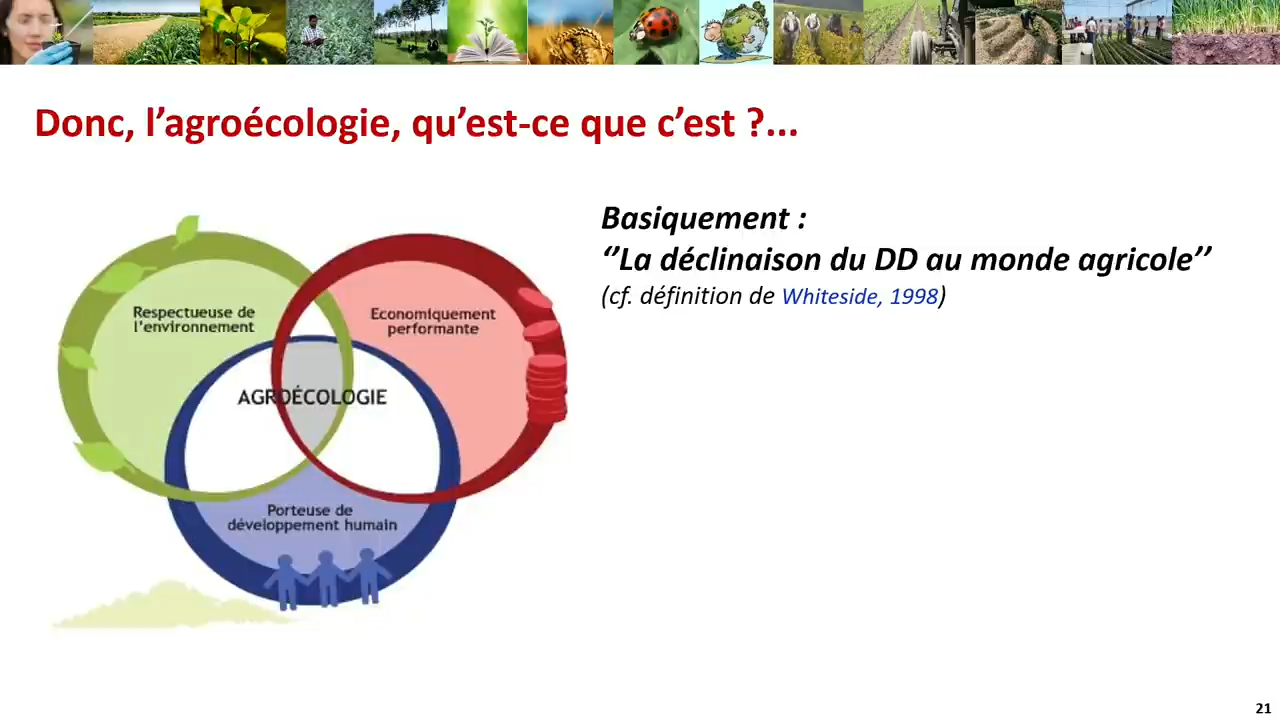 Donc, l’agroécologie, qu’est-ce que c’est ?...
Basiquement :
‘’La déclinaison du DD au monde agricole’’
(cf. définition de Whiteside, 1998)
Respectueuse de
l’environnement
Economiquement
performante
AGROÉCOLOGIE
Porteuse de
développement humain
21